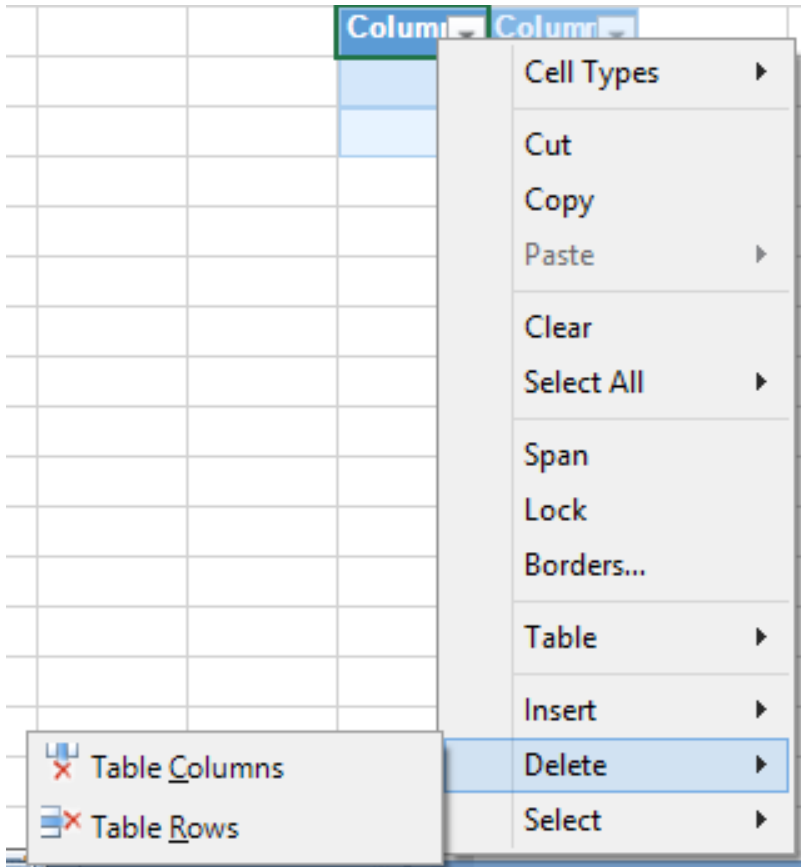 Colum Column
Cell Types
Cut
Copy
Paste
Clear
Select All
Span
Lock
Borders...
Table
Insert
Delete
Select
Table Columns
Table Rows